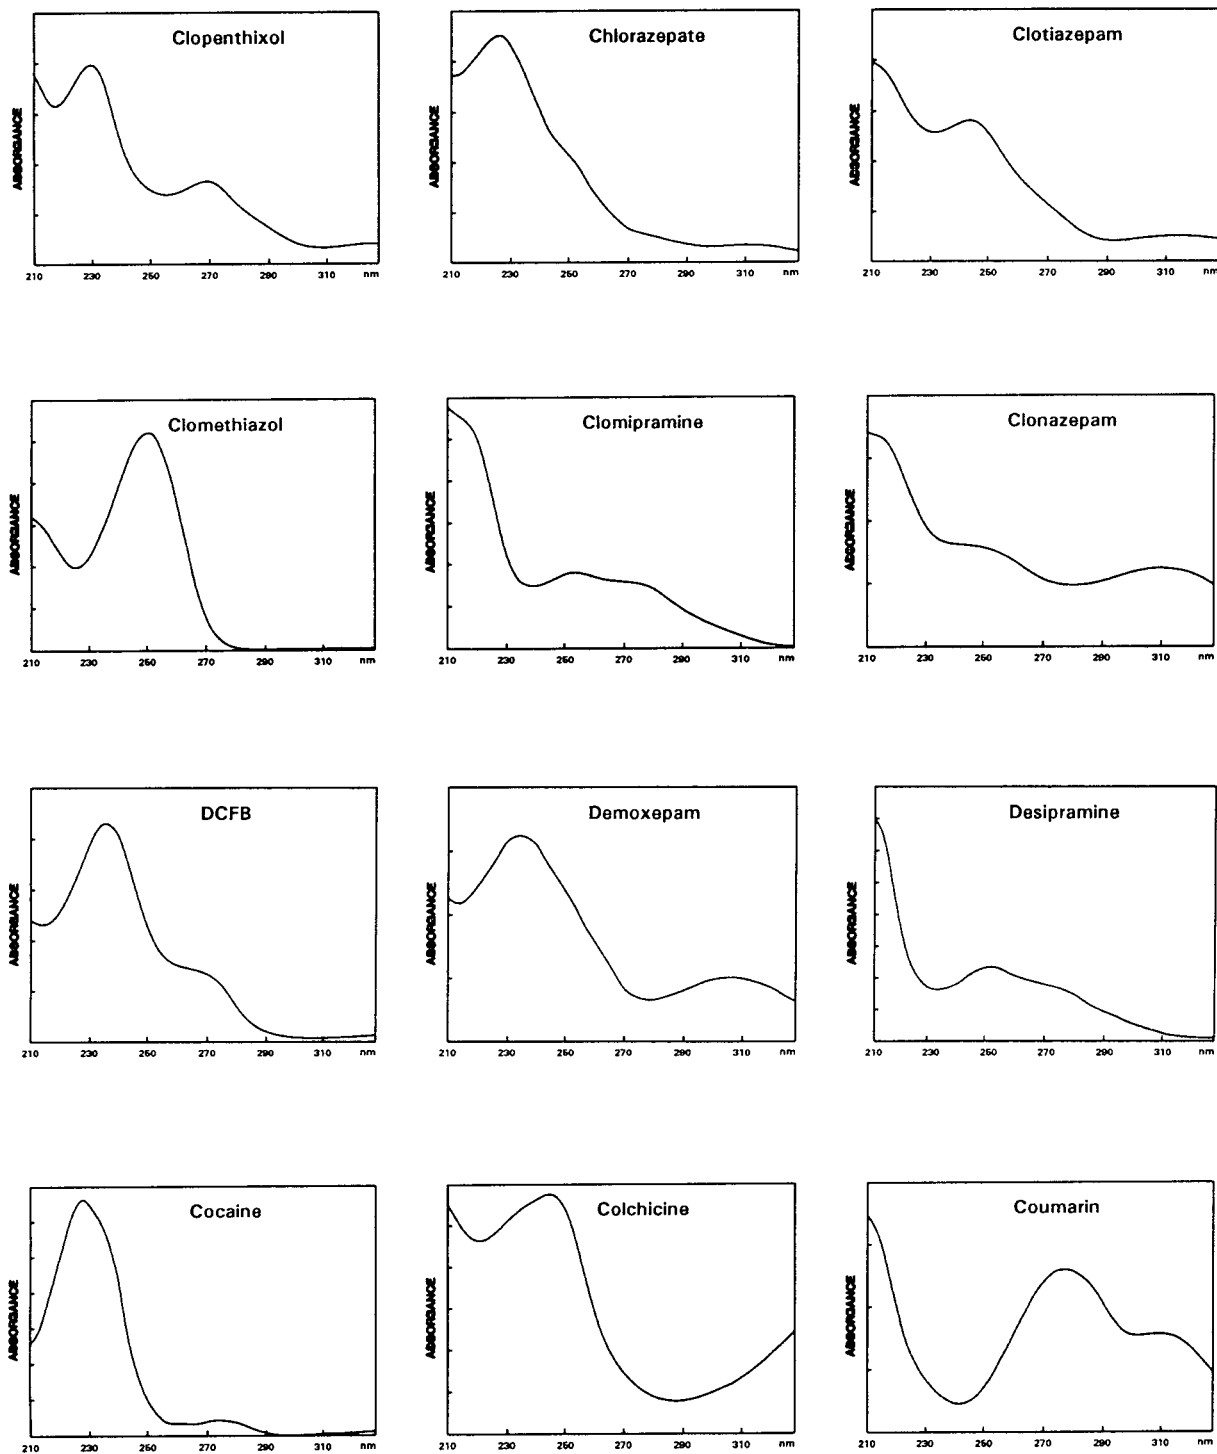 Clopenthixol
ABSORBANCE
210 230 250 270 290 310 nm
Chlorazepate
ABSORBANCE
210 230 250 270 290 310 nm
Clotiazepam
ABSORBANCE
210 230 250 270 290 310 nm
Clomethiazol
ABSORBANCE
210 230 250 270 290 310 nm
Clomipramine
ABSORBANCE
210 230 250 270 290 310 nm
Clonazepam
ABSORBANCE
210 230 250 270 290 310 nm
DCFB
ABSORBANCE
210 230 250 270 290 310 nm
Demoxepam
ABSORBANCE
210 230 250 270 290 310 nm
Desipramine
ABSORBANCE
210 230 250 270 290 310 nm
Cocaine
ABSORBANCE
210 230 250 270 290 310 nm
Colchicine
ABSORBANCE
210 230 250 270 290 310 nm
Coumarin
ABSORBANCE
210 230 250 270 290 310 nm